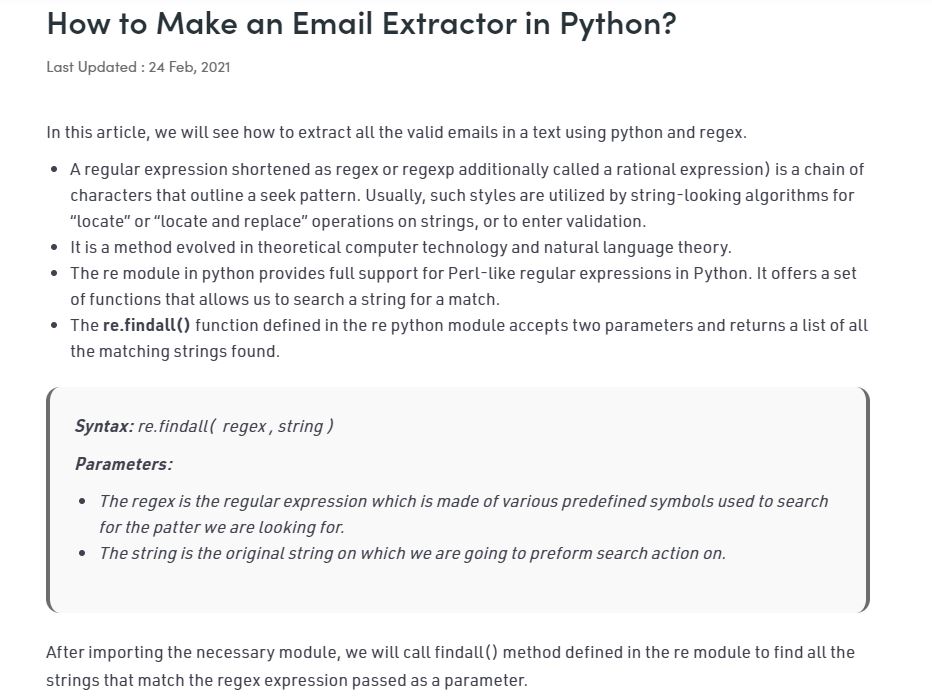 How to Make an Email Extractor in Python?
Last Updated : 24 Feb, 2021
In this article, we will see how to extract all the valid emails in a text using python and regex.
• A regular expression shortened as regex or regexp additionally called a rational expression) is a chain of
characters that outline a seek pattern. Usually, such styles are utilized by string-looking algorithms for
“locate” or “locate and replace” operations on strings, or to enter validation.
• It is a method evolved in theoretical computer technology and natural language theory.
• The re module in python provides full support for Perl-like regular expressions in Python. It offers a set
of functions that allows us to search a string for a match.
• The re.findall() function defined in the re python module accepts two parameters and returns a list of all
the matching strings found.
Syntax: re.findall( regex , string )
Parameters:
• The regex is the regular expression which is made of various predefined symbols used to search
for the patter we are looking for.
• The string is the original string on which we are going to preform search action on.
After importing the necessary module, we will call findall() method defined in the re module to find all the
strings that match the regex expression passed as a parameter.